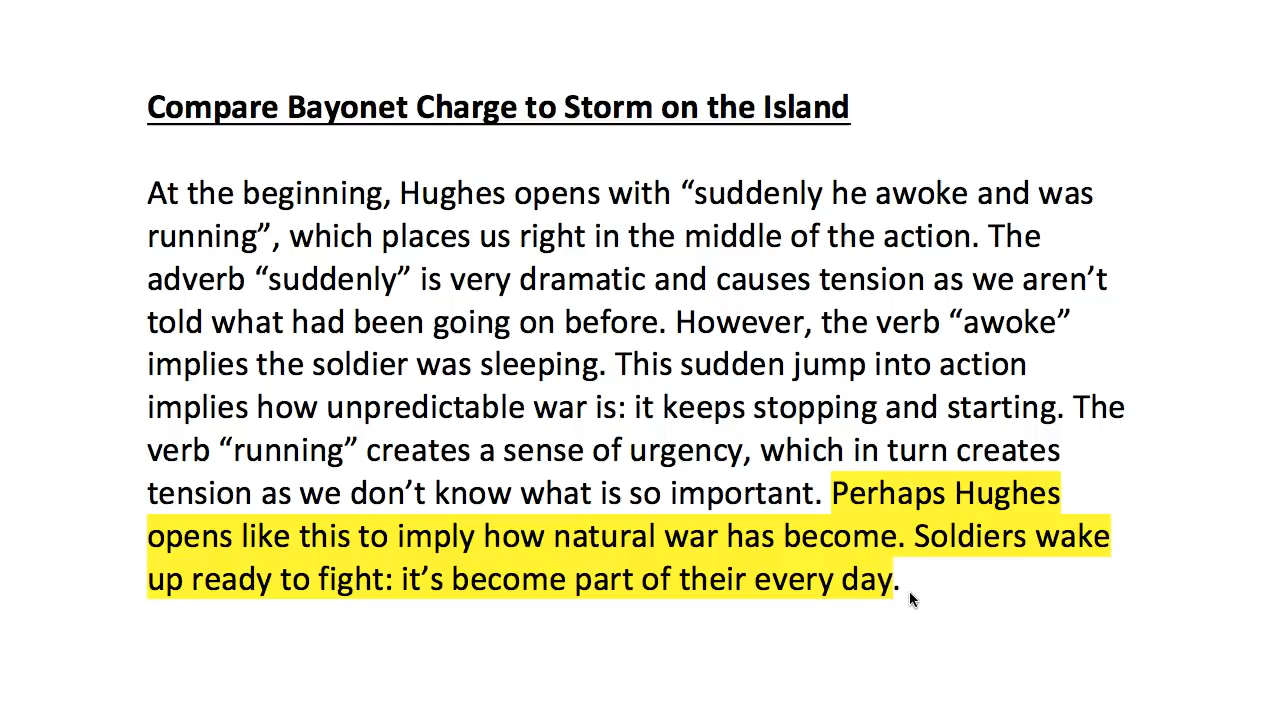 Compare Bayonet Charge to Storm on the Island
At the beginning, Hughes opens with “suddenly he awoke and was
running”, which places us right in the middle of the action. The
adverb “suddenly” is very dramatic and causes tension as we aren’t
told what had been going on before. However, the verb “awoke”
implies the soldier was sleeping. This sudden jump into action
implies how unpredictable war is: it keeps stopping and starting. The
verb “running” creates a sense of urgency, which in turn creates
tension as we don’t know what is so important. Perhaps Hughes
opens like this to imply how natural war has become. Soldiers wake
up ready to fight: it’s become part of their every day.